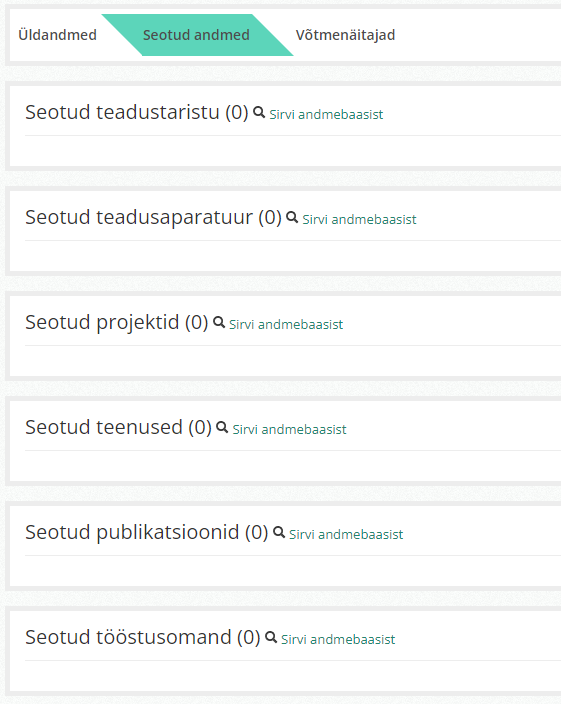 Üldandmed Seotud andmed Võtmenäitajad
Seotud teadustaristu (0) Sirvi andmebaasist
Seotud teadusaparatuur (0) Sirvi andmebaasist
Seotud projektid (0) Sirvi andmebaasist
Seotud teenused (0) Sirvi andmebaasist
Seotud publikatsioonid (0) Sirvi andmebaasist
Seotud tööstusomand (0) Sirvi andmebaasist